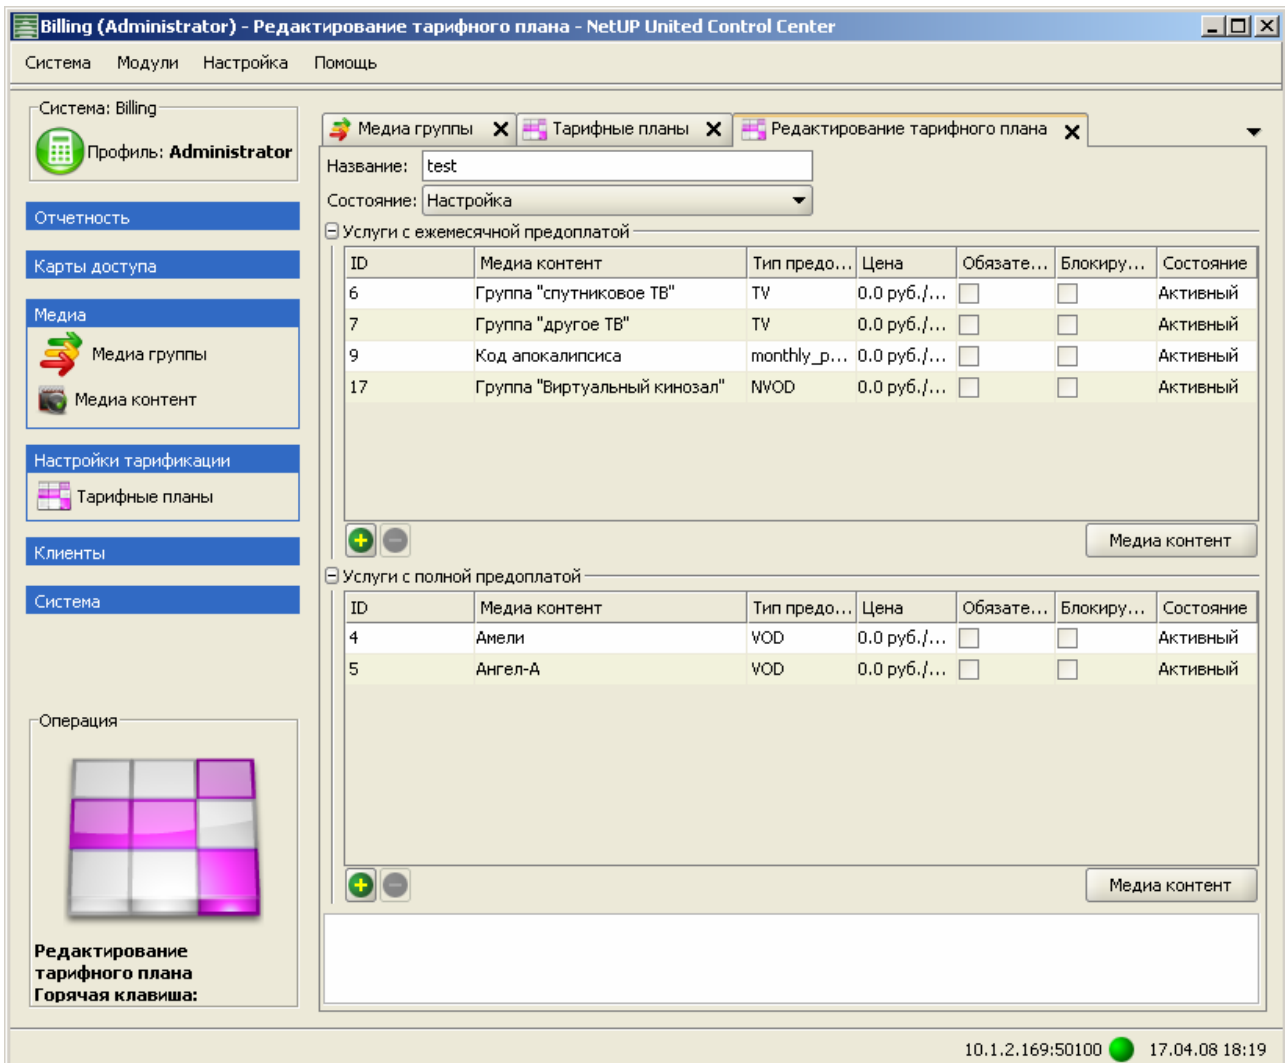 Billing (Administrator) - Редактирование тарифного плана - NetUP United Control Center
Система Модули Настройка Помощь
Система: Billing
Профиль: Administrator
Отчетность
Карты доступа
Медиа
Медиа группы
Медиа контент
Настройки тарификации
Тарифные планы
Клиенты
Система
Операция
Редактирование
тарифного плана
Горячая клавиша:
Медиа группы Тарифные планы Редактирование тарифного плана
Название: test
Состояние: Настройка
Услуги с ежемесячной предоплатой
ID Медиа контент Тип предо... Цена Обязате... Блокиру... Состояние
6 Группа "спутниковое ТВ" TV 0.0 руб./... Активный
7 Группа "другое ТВ" TV 0.0 руб./... Активный
9 Код апокалипсиса monthly_p... 0.0 руб./... Активный
17 Группа "Виртуальный кинозал" NVOD 0.0 руб./... Активный
Медиа контент
Услуги с полной предоплатой
ID Медиа контент Тип предо... Цена Обязате... Блокиру... Состояние
4 Амели VOD 0.0 руб./... Активный
5 Ангел-А VOD 0.0 руб./... Активный
Медиа контент
10.1.2.169:50100 17.04.08 18:19